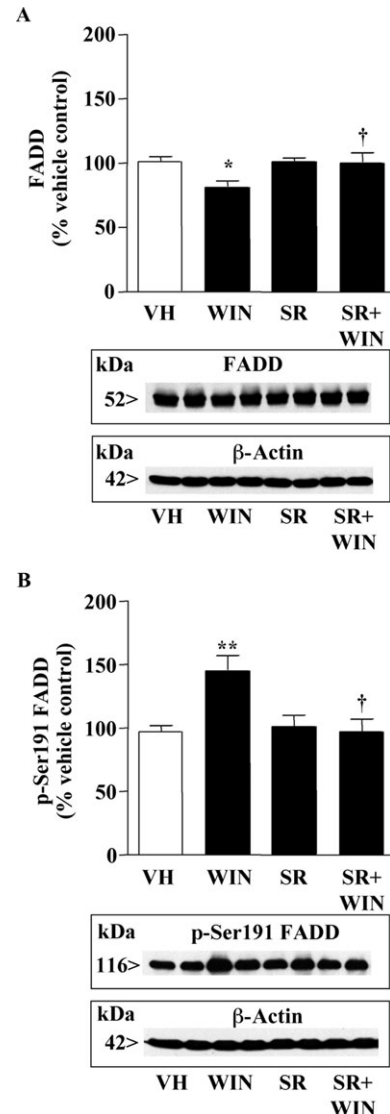 A
FADD
(% vehicle control)
200
150
100
50
0
*
†
VH WIN SR SR+
WIN
kDa FADD
52>
kDa β-Actin
42>
VH WIN SR SR+
WIN
B
p-Ser191 FADD
(% vehicle control)
200
150
100
50
0
**
†
VH WIN SR SR+
WIN
kDa p-Ser191 FADD
116>
kDa β-Actin
42>
VH WIN SR SR+
WIN